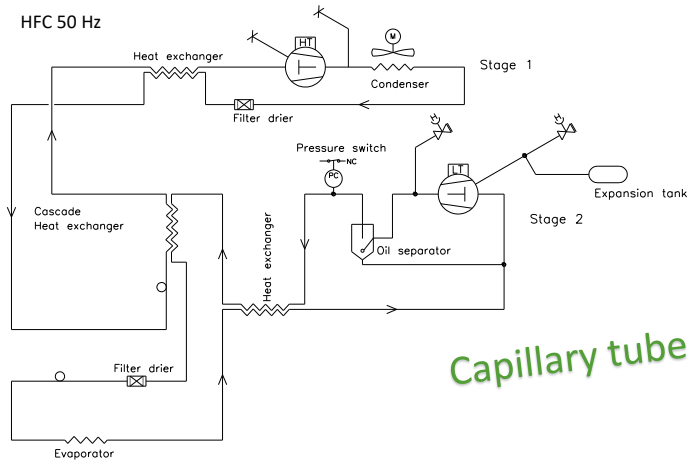 HFC 50 Hz
HT
M
Heat exchanger
Stage 1
Condenser
Filter drier
Pressure switch
NC
PC
LT
Expansion tank
Stage 2
Cascade
Heat exchanger
Heat exchanger
Oil separator
Capillary tube
Filter drier
Evaporator